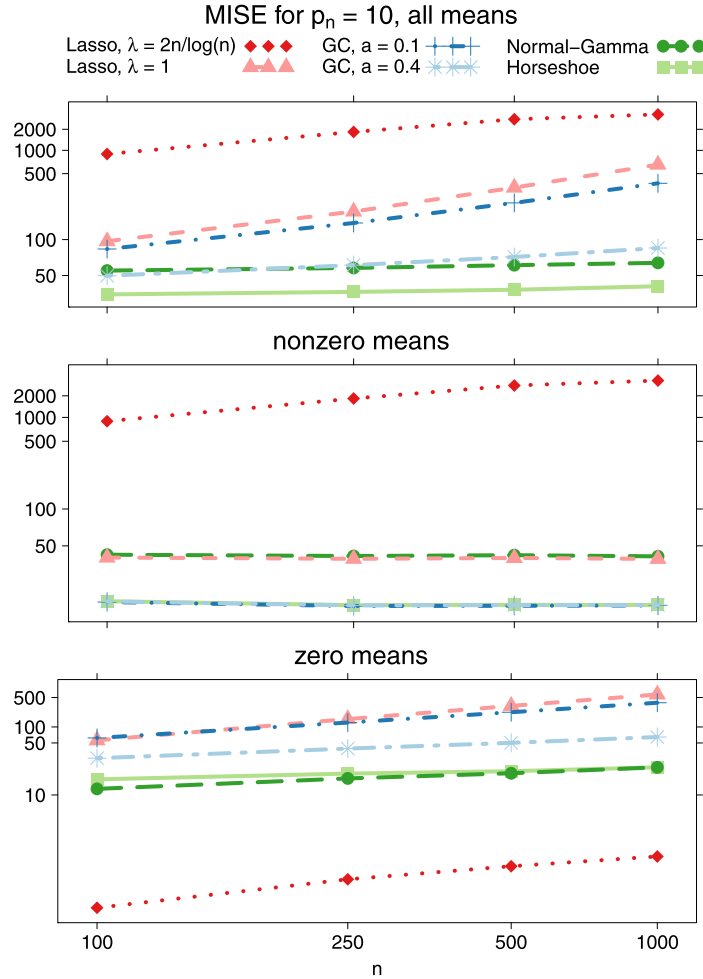 MISE for pn = 10, all means
Lasso, λ = 2n/log(n)
GC, a = 0.1
Normal−Gamma
Lasso, λ = 1
GC, a = 0.4
Horseshoe
2000
1000
500
100
50
nonzero means
2000
1000
500
100
50
zero means
500
100
50
10
100 250 500 1000
n